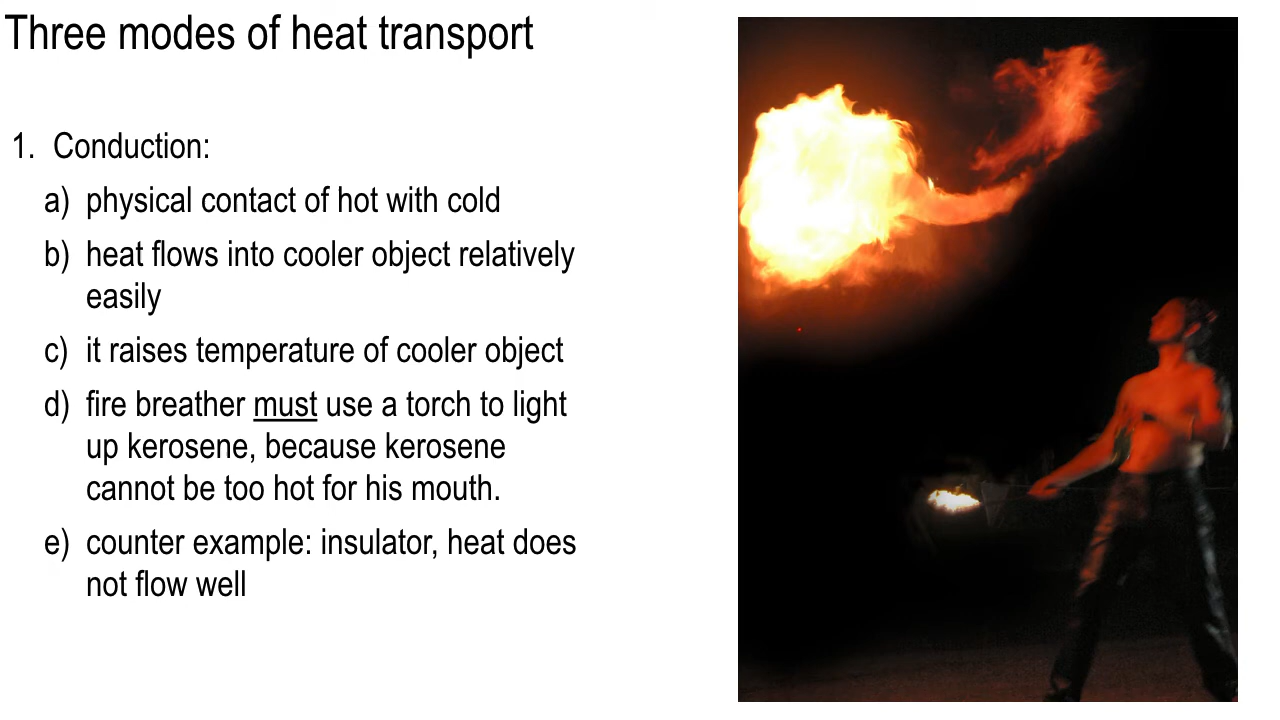 Three modes of heat transport
1. Conduction:
a) physical contact of hot with cold
b) heat flows into cooler object relatively
easily
c) it raises temperature of cooler object
d) fire breather must use a torch to light
up kerosene, because kerosene
cannot be too hot for his mouth.
e) counter example: insulator, heat does
not flow well